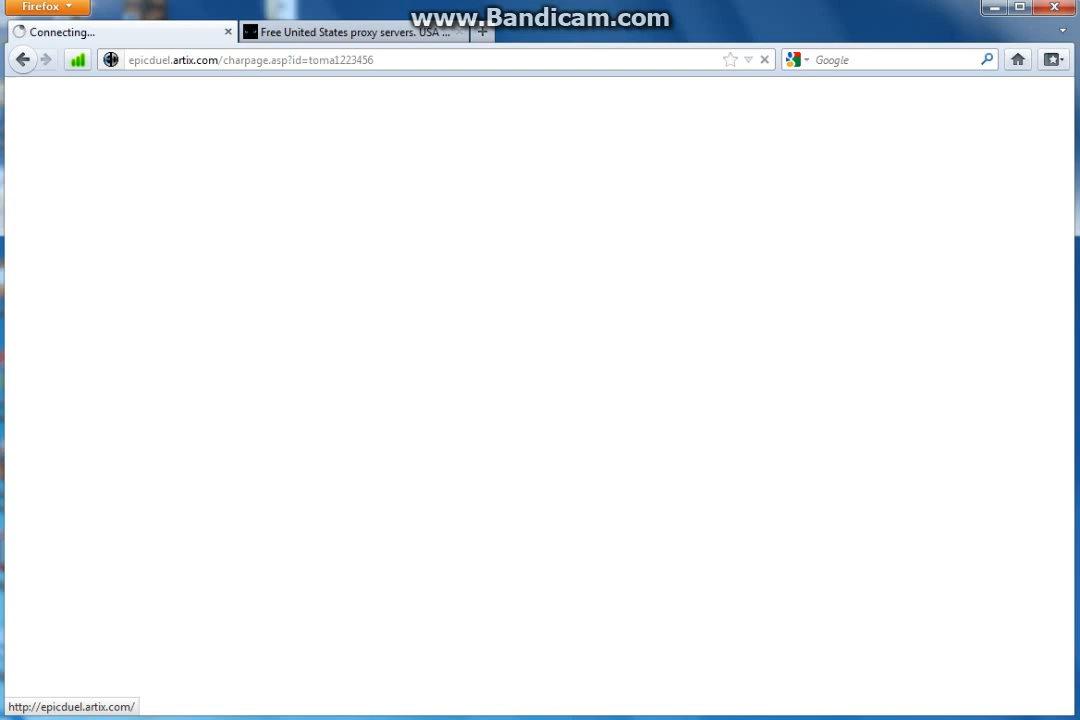 Firefox
www.Bandicam.com
Connecting...
Free United States proxy servers. USA ...
epicduel.artix.com/charpage.asp?id=toma1223456
Google
http://epicduel.artix.com/